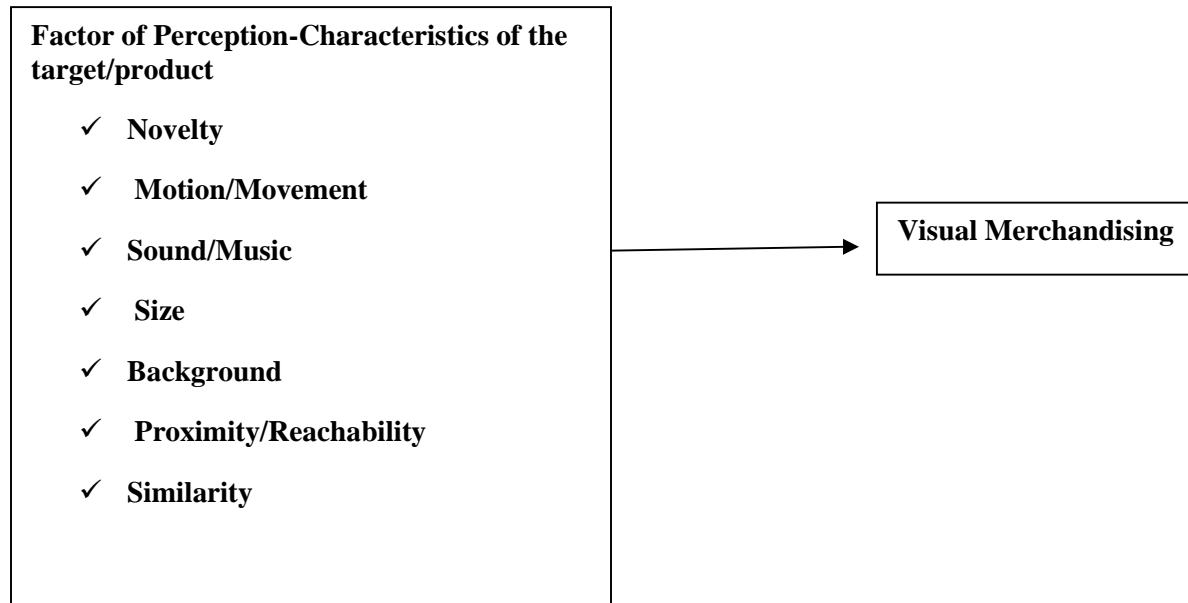 Factor of Perception-Characteristics of the
target/product
✓ Novelty
✓ Motion/Movement
✓ Sound/Music
✓ Size
✓ Background
✓ Proximity/Reachability
✓ Similarity
Visual Merchandising